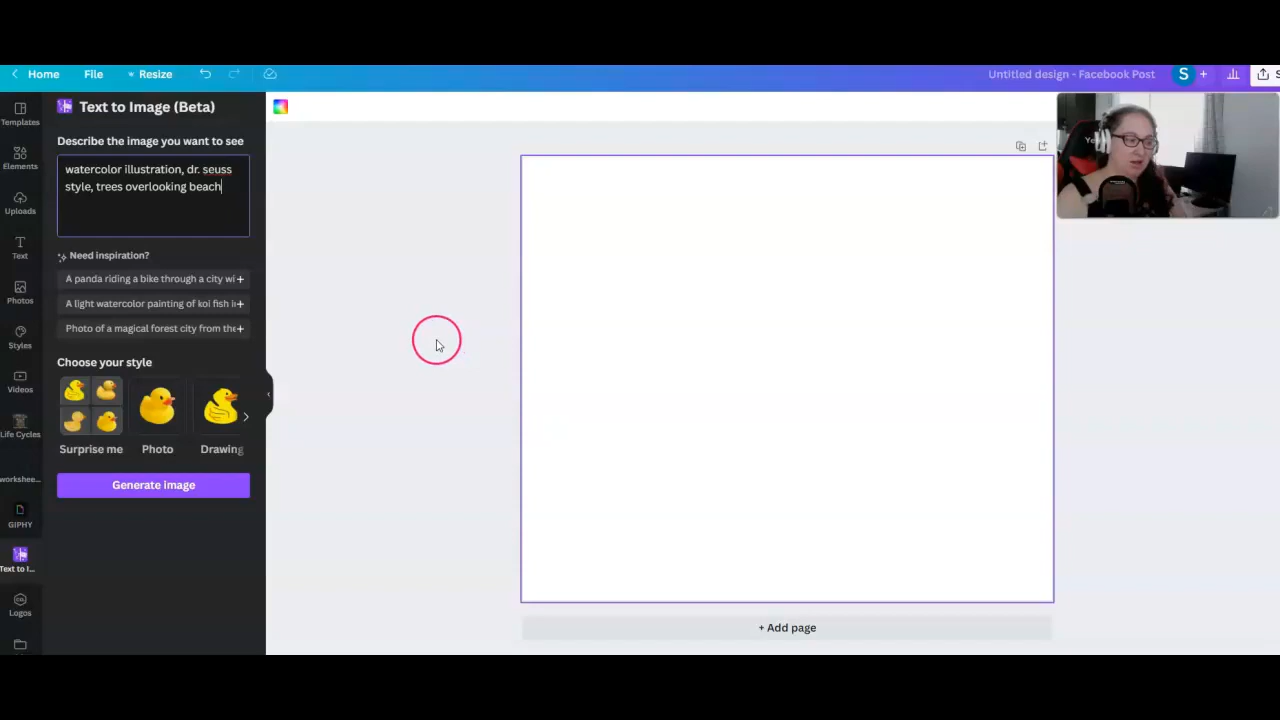 Home
File
Resize
Untitled design - Facebook Post
S
+
S
Templates
Elements
Uploads
Text
Photos
Styles
Videos
Life Cycles
workshee...
GIPHY
Text to I...
Logos
Text to Image (Beta)
Describe the image you want to see
watercolor illustration, dr. seuss
style, trees overlooking beach
Need inspiration?
A panda riding a bike through a city wi +
A light watercolor painting of koi fish i +
Photo of a magical forest city from the +
Choose your style
Surprise me
Photo
Drawing
Generate image
+ Add page